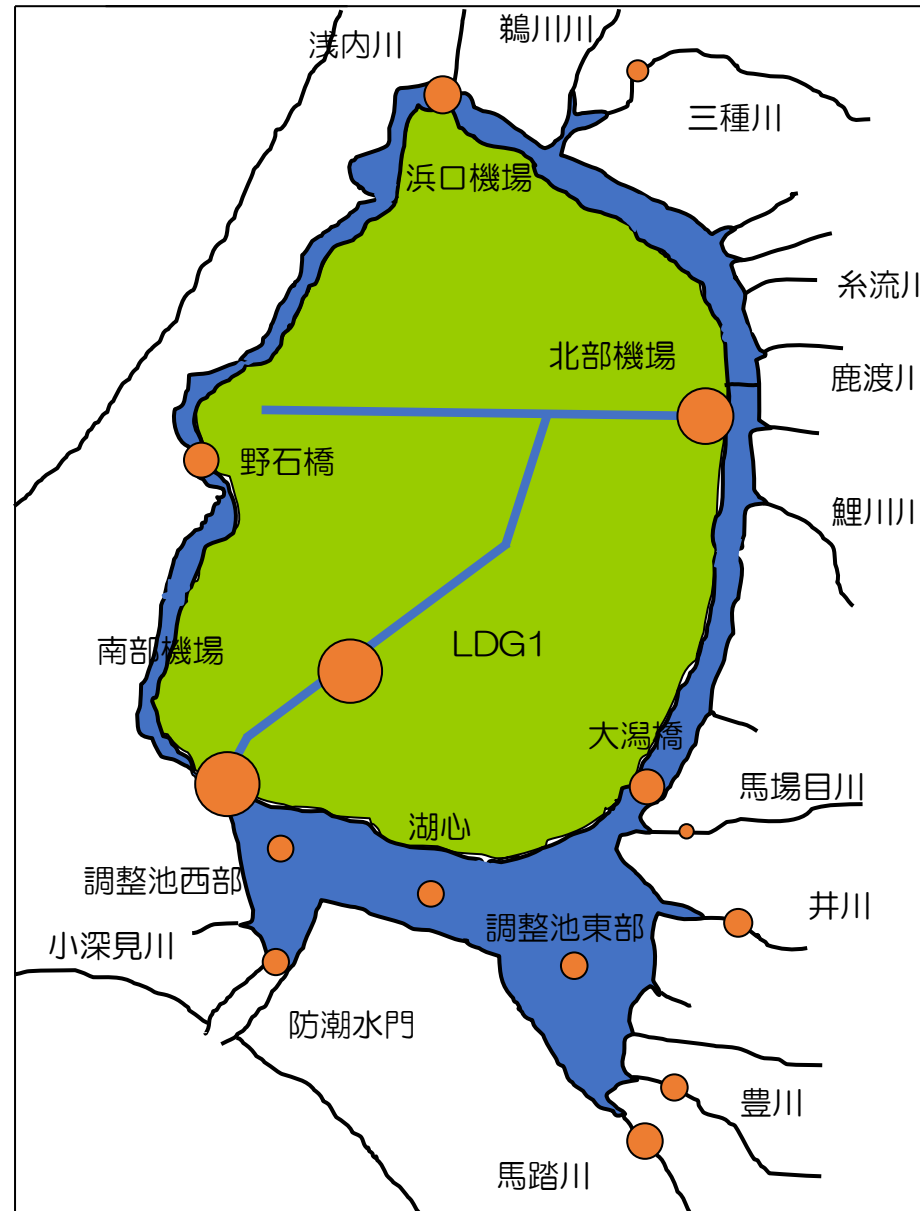 鵜川川
浅内川
三種川
浜口機場
糸流川
北部機場
鹿渡川
野石橋
鯉川川
南部機場
LDG1
大潟橋
馬場目川
湖心
調整池西部
井川
調整池東部
小深見川
防潮水門
豊川
馬踏川